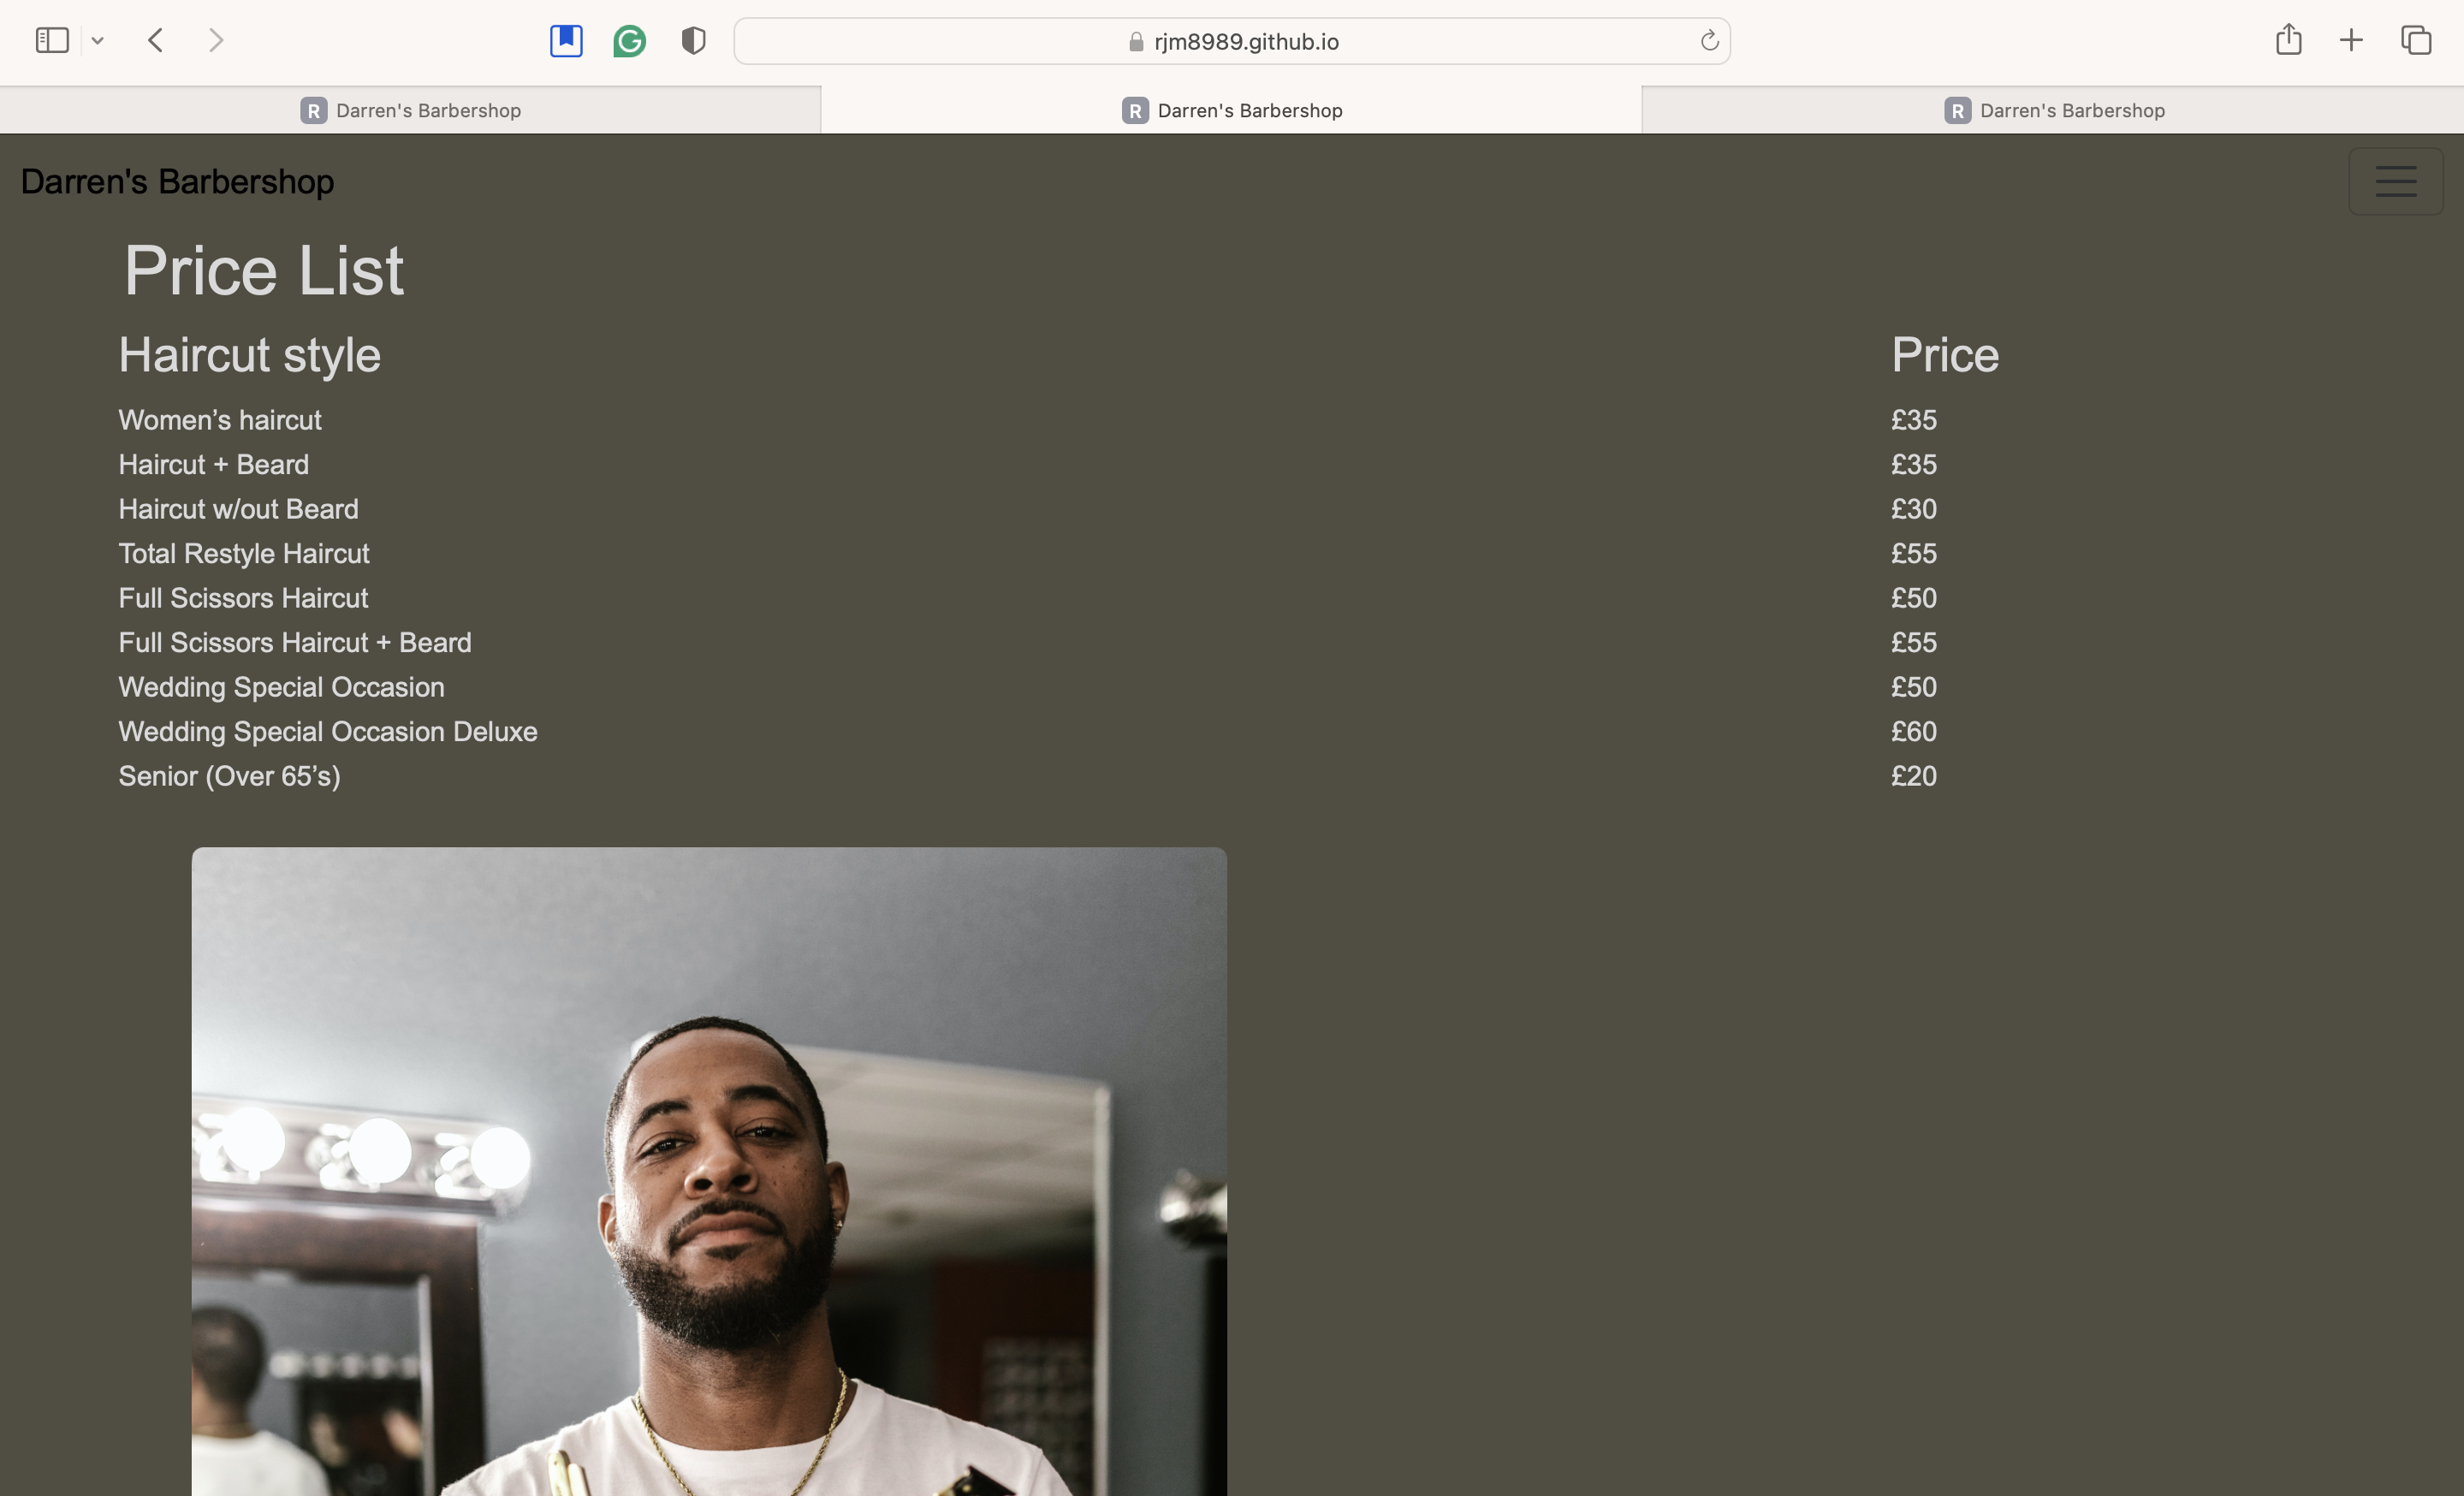 rjm8989.github.io
R Darren's Barbershop
R Darren's Barbershop
R Darren's Barbershop
Darren's Barbershop
Price List
Haircut style Price
Women’s haircut £35
Haircut + Beard £35
Haircut w/out Beard £30
Total Restyle Haircut £55
Full Scissors Haircut £50
Full Scissors Haircut + Beard £55
Wedding Special Occasion £50
Wedding Special Occasion Deluxe £60
Senior (Over 65’s) £20